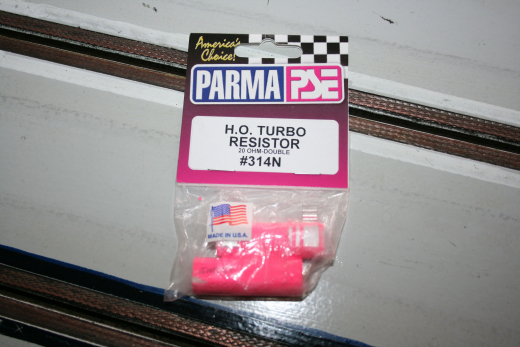 America's
Choice!
PARMA PSE
H.O. TURBO
RESISTOR
20 OHM-DOUBLE
#314N
MADE IN U.S.A.